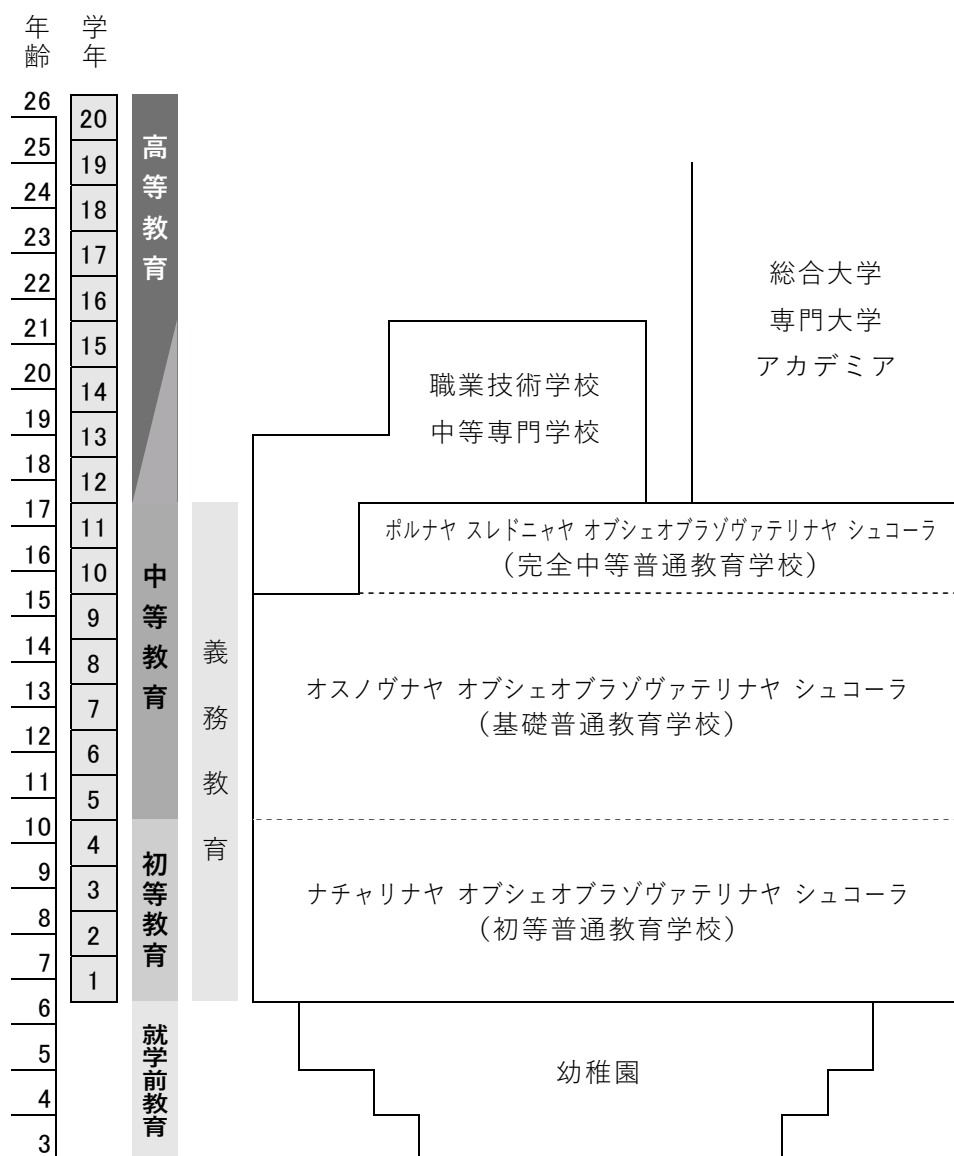 年齢
学年
26
25
24
23
22
21
20
19
18
17
16
15
14
13
12
11
10
9
8
7
6
5
4
3
20
19
18
17
16
15
14
13
12
11
10
9
8
7
6
5
4
3
2
1
高等教育
中等教育
初等教育
就学前教育
義務教育
総合大学
専門大学
アカデミア
職業技術学校
中等専門学校
ポルナヤ スレドニャヤ オブシェオブラゾヴァテリナヤ シュコーラ
（完全中等普通教育学校）
オスノヴナヤ オブシェオブラゾヴァテリナヤ シュコーラ
（基礎普通教育学校）
ナチャリナヤ オブシェオブラゾヴァテリナヤ シュコーラ
（初等普通教育学校）
幼稚園